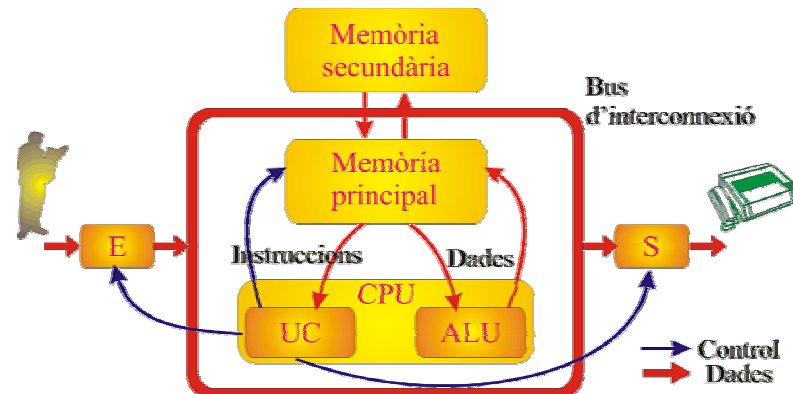 Memòria
secundària
Bus
d'interconnexió
Memòria
principal
E
Instruccions
Dades
S
CPU
UC
ALU
Control
Dades